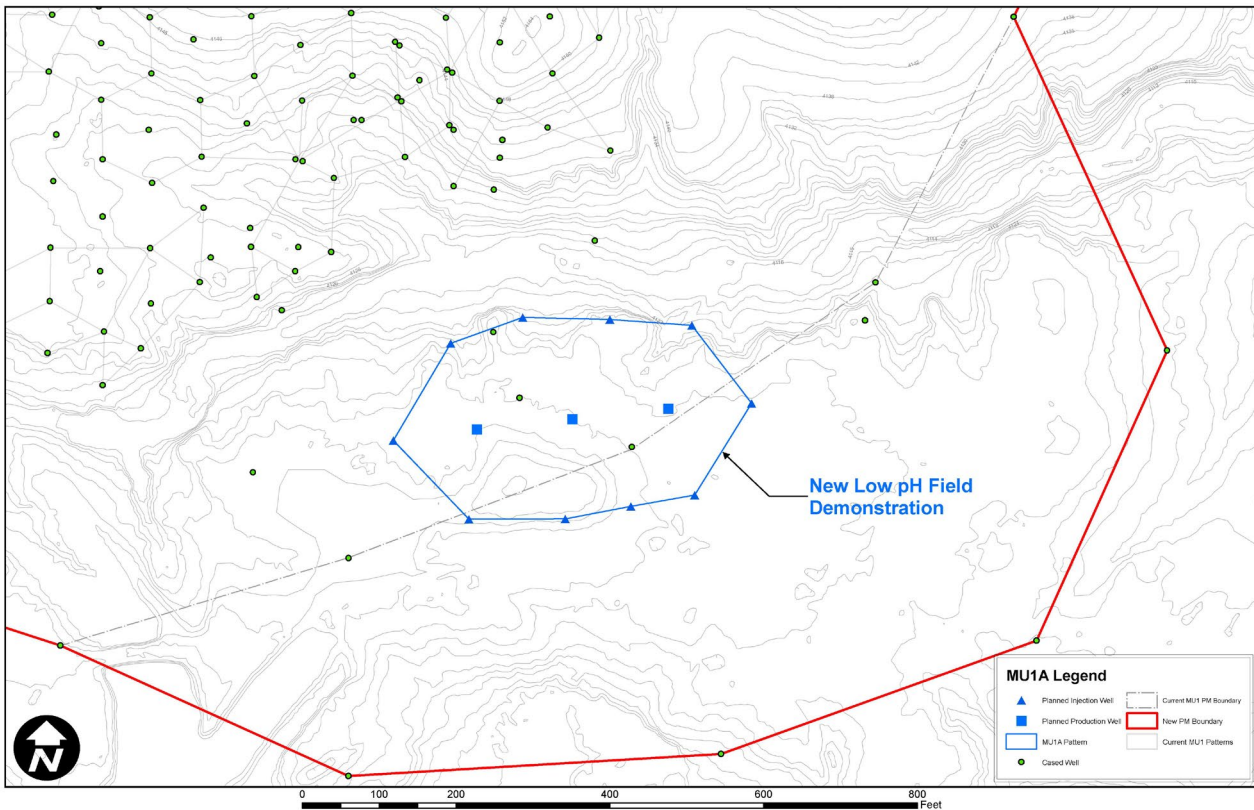 New Low pH Field
Demonstration
MU1A Legend
Planned Injection Well
Planned Production Well
MU1A Pattern
Cased Well
Current MU1 PM Boundary
New PM Boundary
Current MU1 Patterns
N
0 100 200 400 600 800
Feet